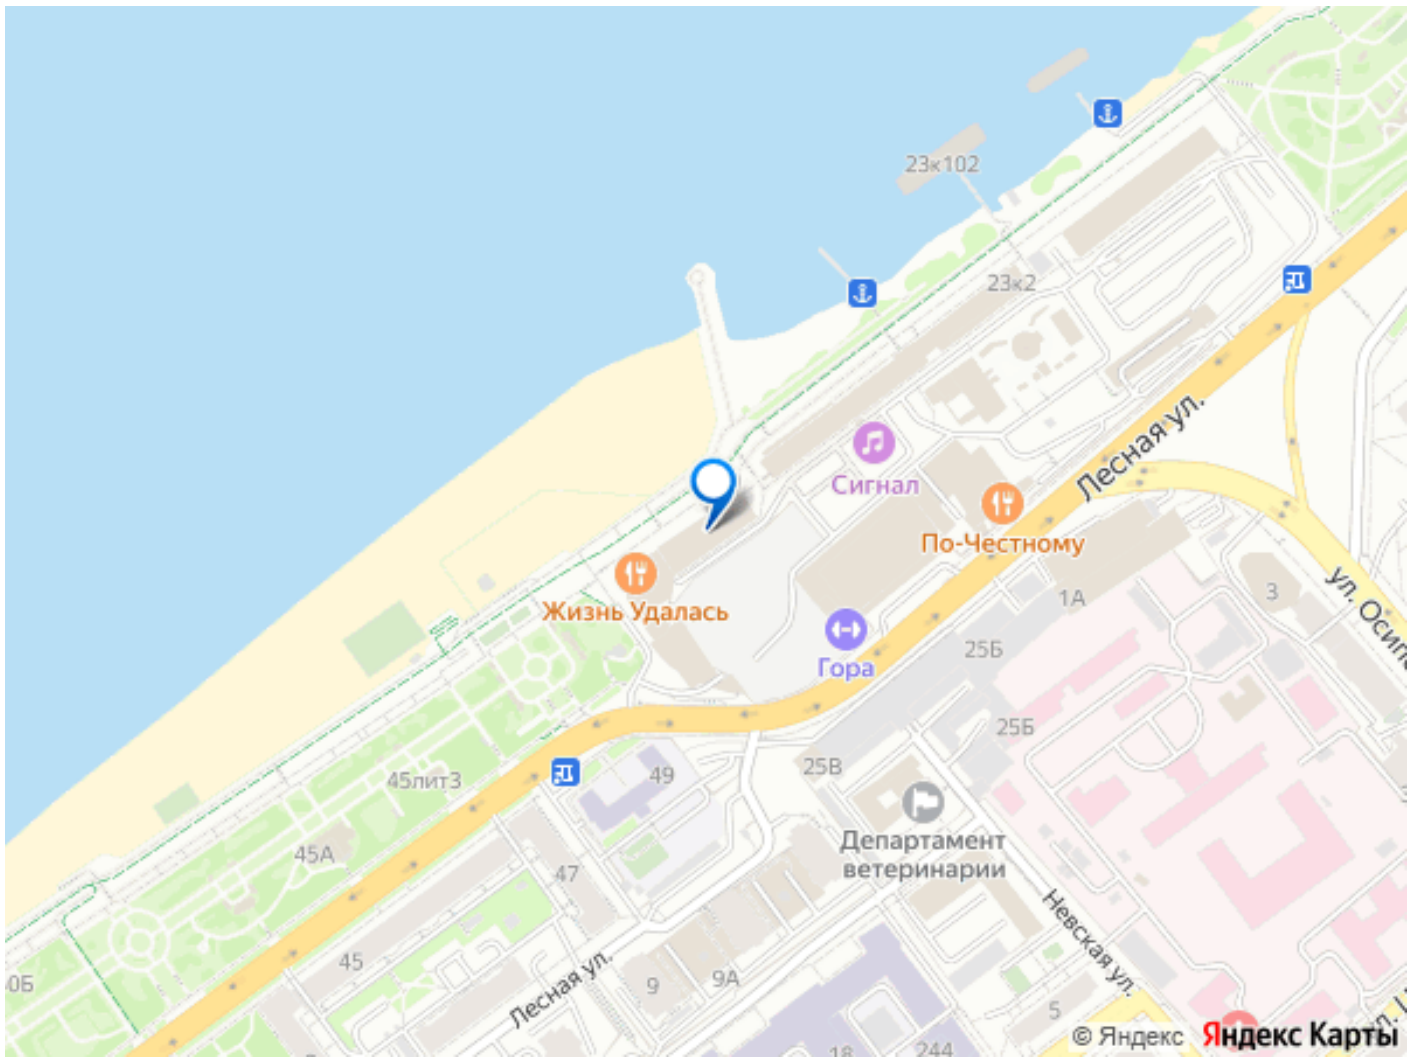 23к102
23к2
Лесная ул.
Сигнал
По-Честному
Жизнь Удалась
1А
3
ул. Осип
Гора
25Б
25Б
25В
49
45лит3
Департамент
ветеринарии
45А
47
Невская ул.
45
9
9А
Лесная ул.
5
18
244
© Яндекс
Яндекс Карты